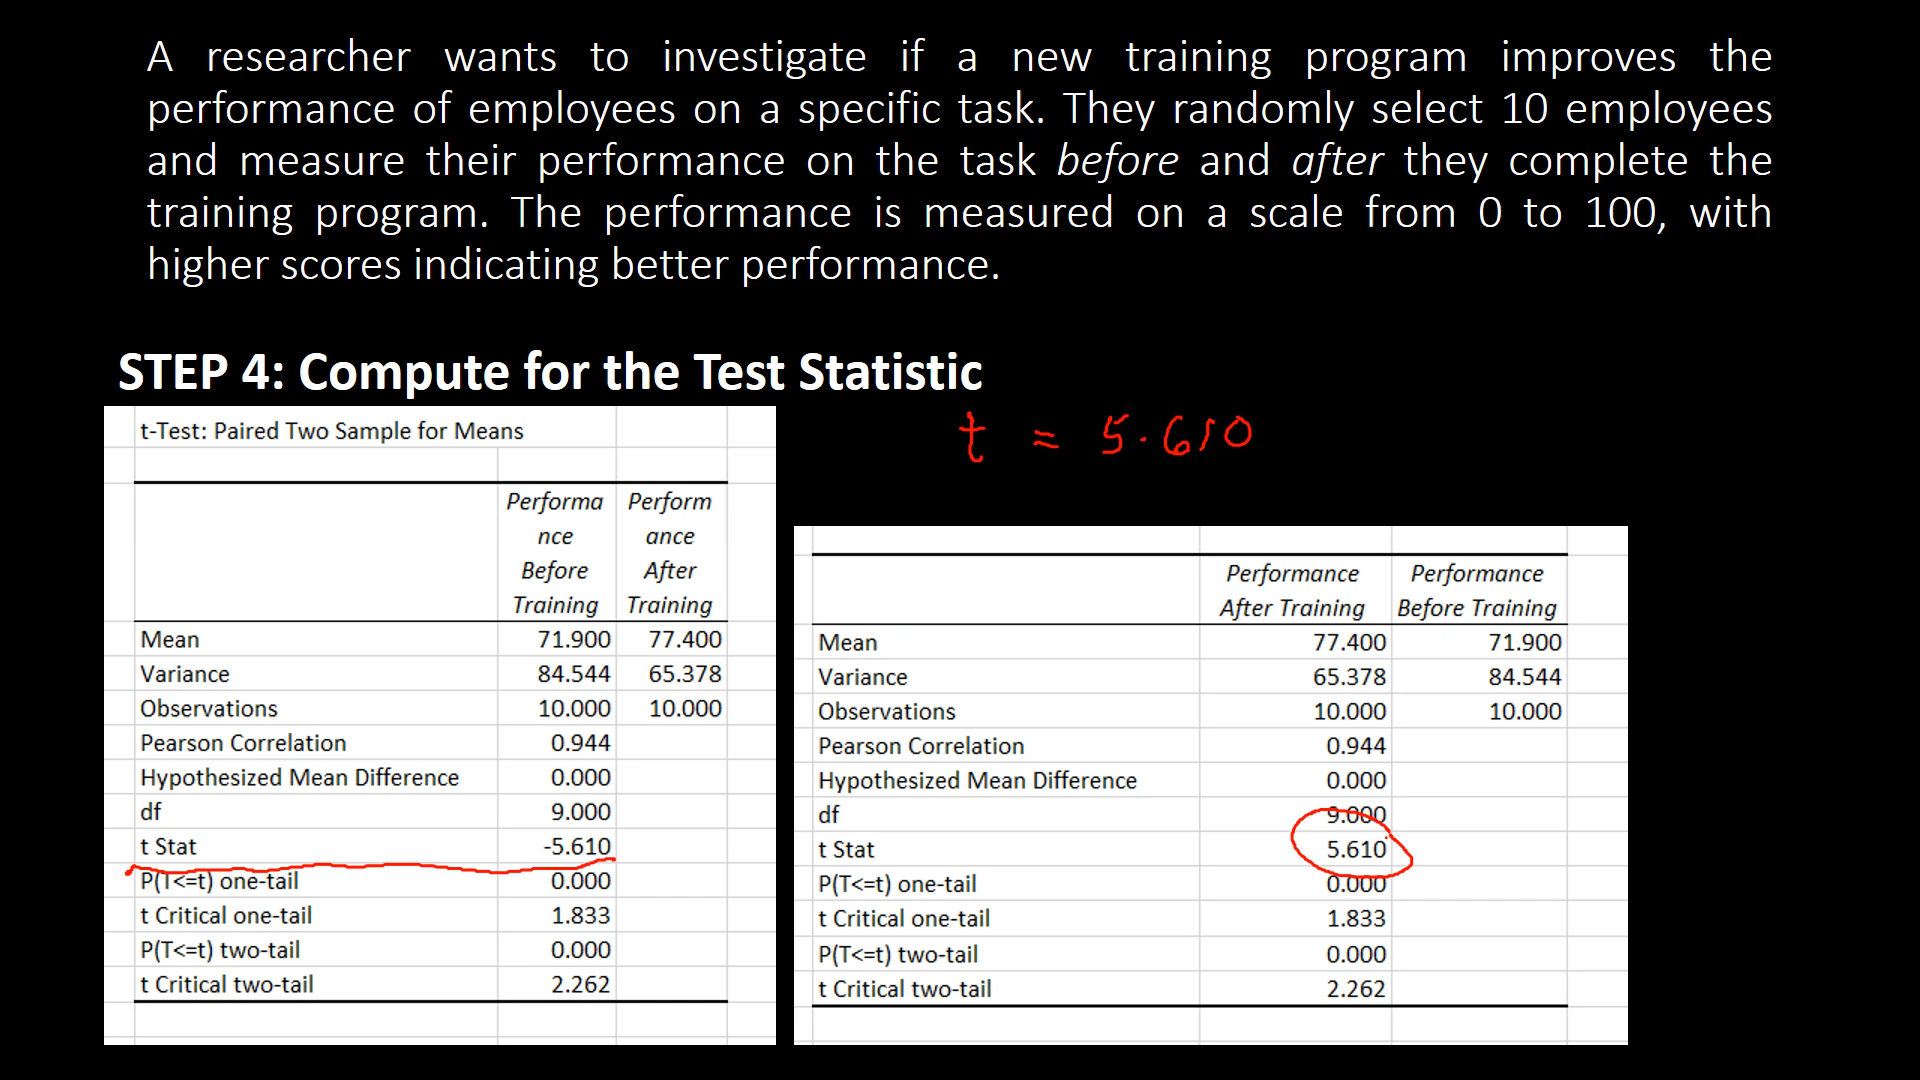 A researcher wants to investigate if a new training program improves the
performance of employees on a specific task. They randomly select 10 employees
and measure their performance on the task before and after they complete the
training program. The performance is measured on a scale from 0 to 100, with
higher scores indicating better performance.
STEP 4: Compute for the Test Statistic
t = 5.610
t-Test: Paired Two Sample for Means
Performa Perform
nce ance
Before After
Training Training
Mean 71.900 77.400
Variance 84.544 65.378
Observations 10.000 10.000
Pearson Correlation 0.944
Hypothesized Mean Difference 0.000
df 9.000
t Stat -5.610
P(T<=t) one-tail 0.000
t Critical one-tail 1.833
P(T<=t) two-tail 0.000
t Critical two-tail 2.262
Performance Performance
After Training Before Training
Mean 77.400 71.900
Variance 65.378 84.544
Observations 10.000 10.000
Pearson Correlation 0.944
Hypothesized Mean Difference 0.000
df 9.000
t Stat 5.610
P(T<=t) one-tail 0.000
t Critical one-tail 1.833
P(T<=t) two-tail 0.000
t Critical two-tail 2.262